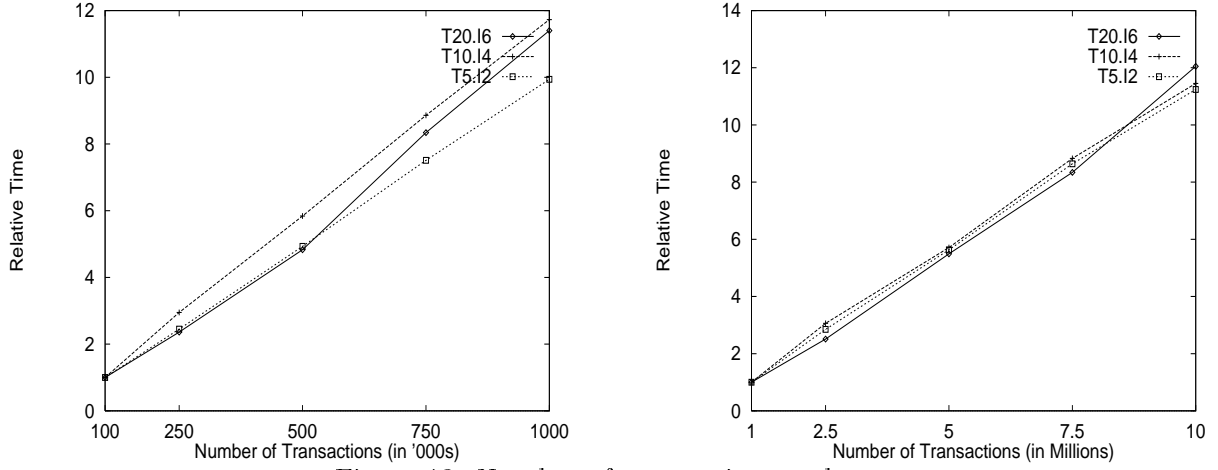 12
10
8
6
4
2
0
Relative Time
T20.I6
T10.I4
T5.I2
100 250 500 750 1000
Number of Transactions (in '000s)
14
12
10
8
6
4
2
0
Relative Time
T20.I6
T10.I4
T5.I2
1 2.5 5 7.5 10
Number of Transactions (in Millions)